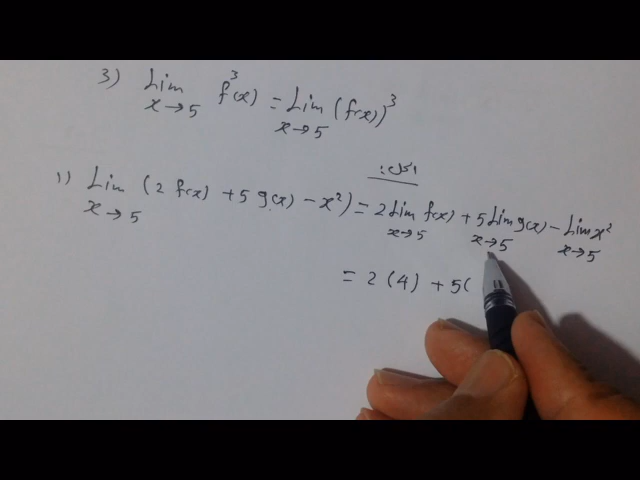 3) Lim x→5 f³(x) = Lim x→5 (f(x))³
الحل:
1) Lim x→5 (2 f(x) + 5 g(x) − x²) = 2 Lim x→5 f(x) + 5 Lim x→5 g(x) − Lim x→5 x²
= 2 (4) + 5(